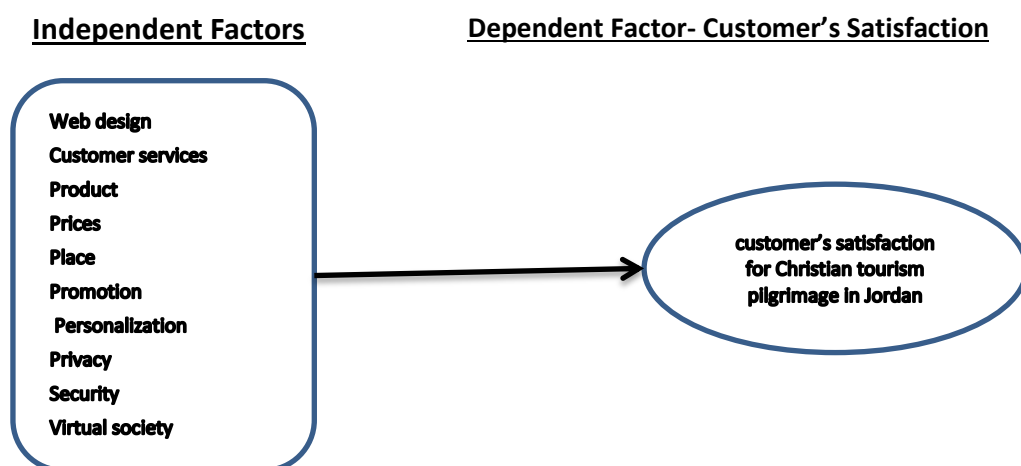 Independent Factors
Dependent Factor- Customer’s Satisfaction
Web design
Customer services
Product
Prices
Place
Promotion
Personalization
Privacy
Security
Virtual society
customer’s satisfaction
for Christian tourism
pilgrimage in Jordan